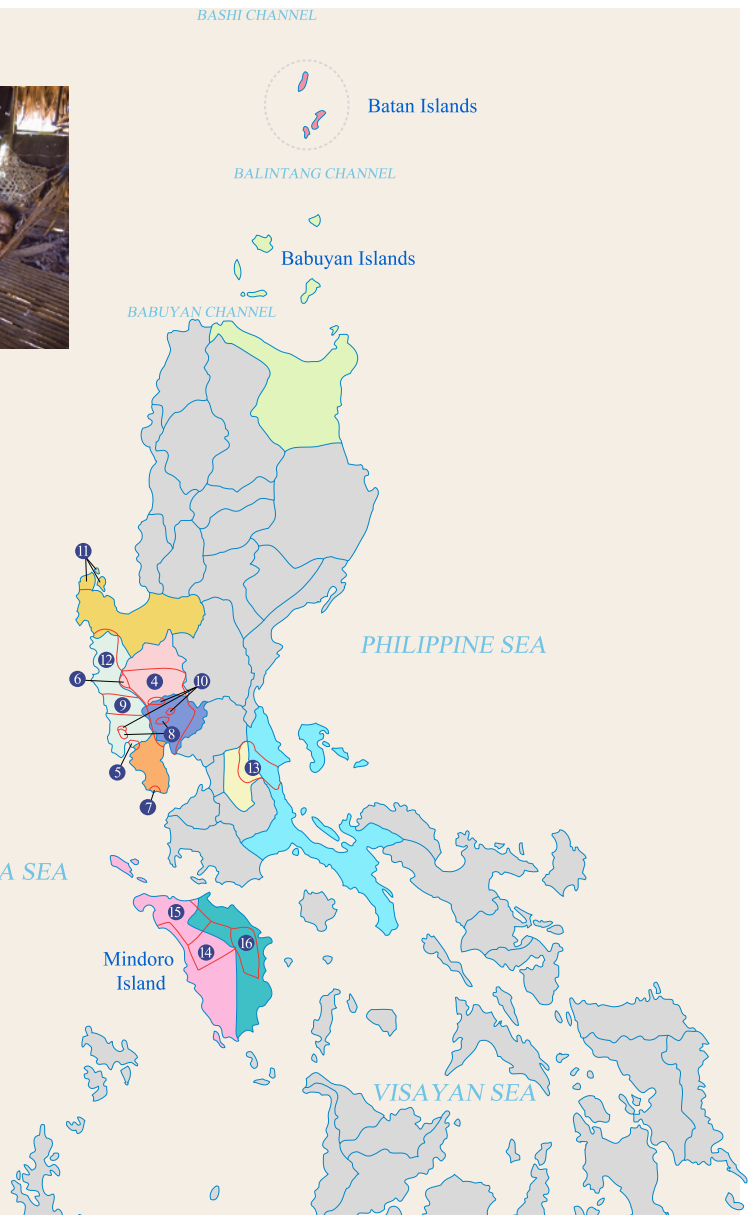 BASHI CHANNEL
Batan Islands
BALINTANG CHANNEL
Babuyan Islands
BABUYAN CHANNEL
11
PHILIPPINE SEA
12
6
4
10
9
8
5
13
7
A SEA
15
16
14
Mindoro
Island
VISAYAN SEA